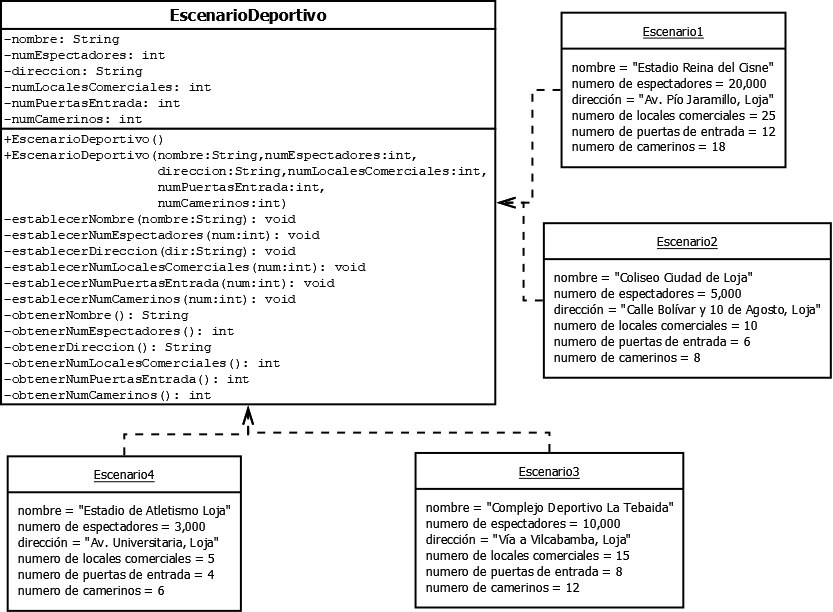 EscenarioDeportivo
-nombre: String
-numEspectadores: int
-direccion: String
-numLocalesComerciales: int
-numPuertasEntrada: int
-numCamerinos: int
+EscenarioDeportivo()
+EscenarioDeportivo(nombre:String,numEspectadores:int,
direccion:String,numLocalesComerciales:int,
numPuertasEntrada:int,
numCamerinos:int)
-establecerNombre(nombre:String): void
-establecerNumEspectadores(num:int): void
-establecerDireccion(dir:String): void
-establecerNumLocalesComerciales(num:int): void
-establecerNumPuertasEntrada(num:int): void
-establecerNumCamerinos(num:int): void
-obtenerNombre(): String
-obtenerNumEspectadores(): int
-obtenerDireccion(): String
-obtenerNumLocalesComerciales(): int
-obtenerNumPuertasEntrada(): int
-obtenerNumCamerinos(): int
Escenario1
nombre = "Estadio Reina del Cisne"
numero de espectadores = 20,000
dirección = "Av. Pío Jaramillo, Loja"
numero de locales comerciales = 25
numero de puertas de entrada = 12
numero de camerinos = 18
Escenario2
nombre = "Coliseo Ciudad de Loja"
numero de espectadores = 5,000
dirección = "Calle Bolívar y 10 de Agosto, Loja"
numero de locales comerciales = 10
numero de puertas de entrada = 6
numero de camerinos = 8
Escenario4
nombre = "Estadio de Atletismo Loja"
numero de espectadores = 3,000
dirección = "Av. Universitaria, Loja"
numero de locales comerciales = 5
numero de puertas de entrada = 4
numero de camerinos = 6
Escenario3
nombre = "Complejo Deportivo La Tebaida"
numero de espectadores = 10,000
dirección = "Vía a Vilcabamba, Loja"
numero de locales comerciales = 15
numero de puertas de entrada = 8
numero de camerinos = 12